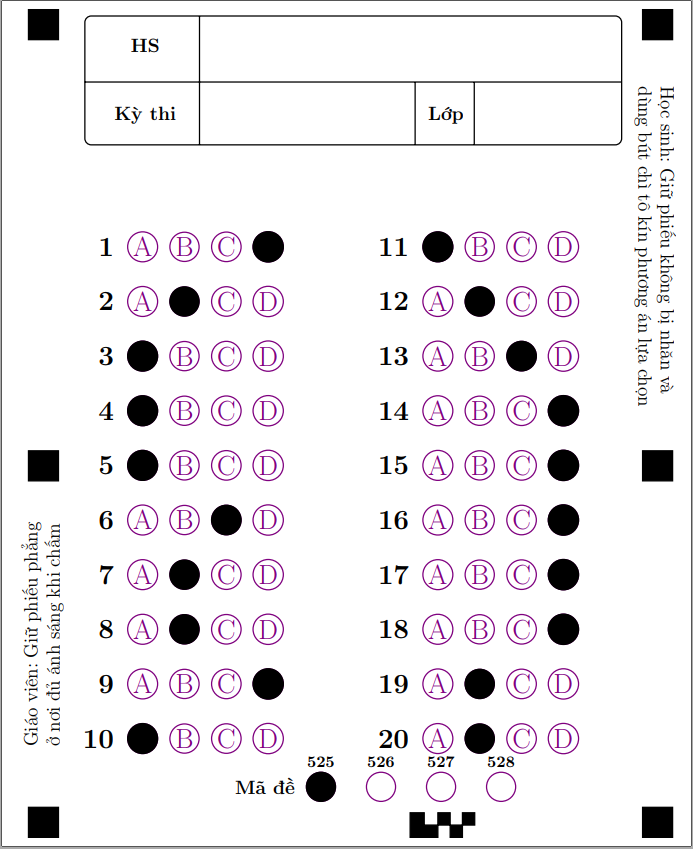 HS
Kỳ thi Lớp
Học sinh: Giữ phiếu không bị nhăn và
dùng bút chì tô kín phương án lựa chọn
1 A B C
2 A C D
3 B C D
4 B C D
5 B C D
6 A B D
7 A C D
8 A C D
9 A B C
10 B C D
11 B C D
12 A C D
13 A B D
14 A B C
15 A B C
16 A B C
17 A B C
18 A B C
19 A C D
20 A C D
525 526 527 528
Mã đề
Giáo viên: Giữ phiếu phẳng
ở nơi đủ ánh sáng khi chấm